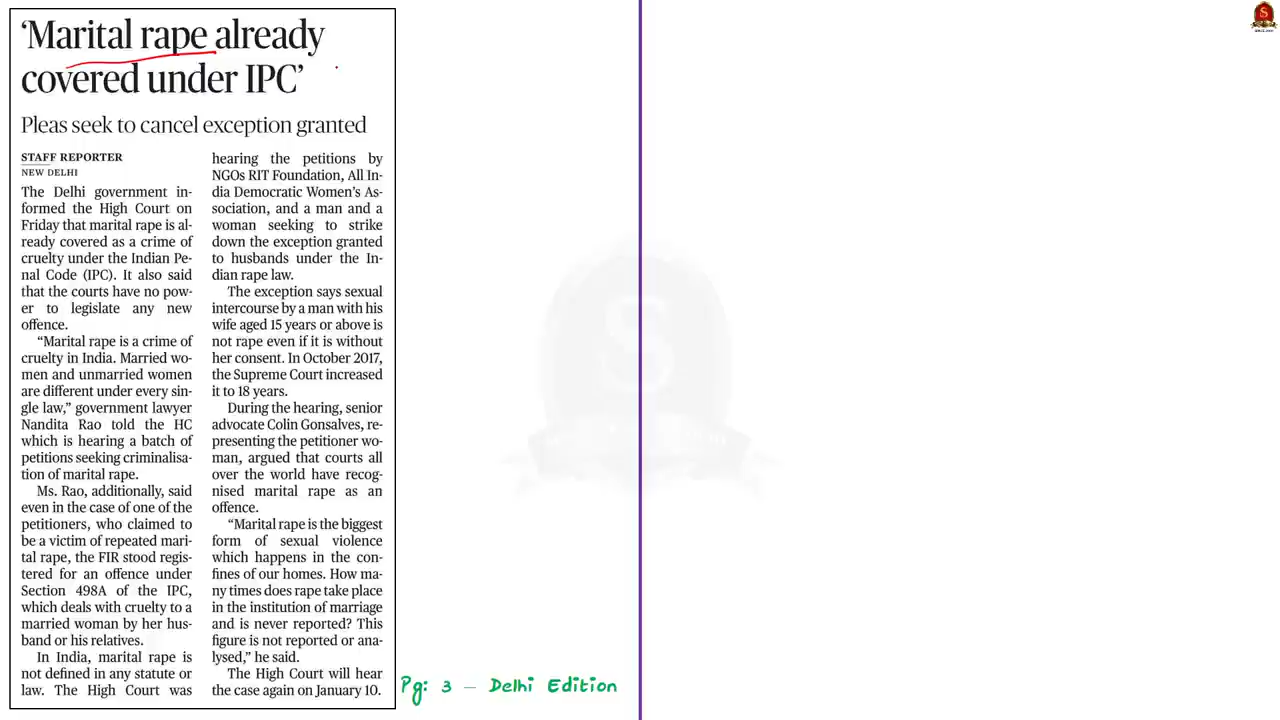 ‘Marital rape already
covered under IPC’
Pleas seek to cancel exception granted
STAFF REPORTER
NEW DELHI
The Delhi government in-
formed the High Court on
Friday that marital rape is al-
ready covered as a crime of
cruelty under the Indian Pe-
nal Code (IPC). It also said
that the courts have no pow-
er to legislate any new
offence.
“Marital rape is a crime of
cruelty in India. Married wo-
men and unmarried women
are different under every sin-
gle law,” government lawyer
Nandita Rao told the HC
which is hearing a batch of
petitions seeking criminalisa-
tion of marital rape.
Ms. Rao, additionally, said
even in the case of one of the
petitioners, who claimed to
be a victim of repeated mari-
tal rape, the FIR stood regis-
tered for an offence under
Section 498A of the IPC,
which deals with cruelty to a
married woman by her hus-
band or his relatives.
In India, marital rape is
not defined in any statute or
law. The High Court was
hearing the petitions by
NGOs RIT Foundation, All In-
dia Democratic Women’s As-
sociation, and a man and a
woman seeking to strike
down the exception granted
to husbands under the In-
dian rape law.
The exception says sexual
intercourse by a man with his
wife aged 15 years or above is
not rape even if it is without
her consent. In October 2017,
the Supreme Court increased
it to 18 years.
During the hearing, senior
advocate Colin Gonsalves, re-
presenting the petitioner wo-
man, argued that courts all
over the world have recog-
nised marital rape as an
offence.
“Marital rape is the biggest
form of sexual violence
which happens in the con-
fines of our homes. How ma-
ny times does rape take place
in the institution of marriage
and is never reported? This
figure is not reported or ana-
lysed,” he said.
The High Court will hear
the case again on January 10.
Pg: 3 – Delhi Edition
S